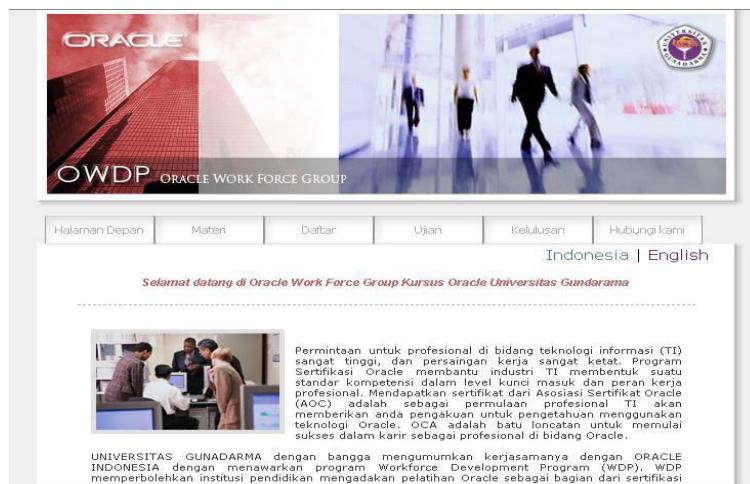 ORACLE
UNIVERSITAS GUNADARMA
OWDP ORACLE WORK FORCE GROUP
Halaman Depan Materi Daftar Ujian Kelulusan Hubungi kami
Indonesia | English
Selamat datang di Oracle Work Force Group Kursus Oracle Universitas Gundarama
Permintaan untuk profesional di bidang teknologi informasi (TI)
sangat tinggi, dan persaingan kerja sangat ketat. Program
Sertifikasi Oracle membantu industri TI membentuk suatu
standar kompetensi dalam level kunci masuk dan peran kerja
profesional. Mendapatkan sertifikat dari Asosiasi Sertifikat Oracle
(AOC) adalah sebagai permulaan profesional TI akan
memberikan anda pengakuan untuk pengetahuan menggunakan
teknologi Oracle. OCA adalah batu loncatan untuk memulai
sukses dalam karir sebagai profesional di bidang Oracle.
UNIVERSITAS GUNADARMA dengan bangga mengumumkan kerjasamanya dengan ORACLE
INDONESIA dengan menawarkan program Workforce Development Program (WDP). WDP
memperbolehkan institusi pendidikan mengadakan pelatihan Oracle sebagai bagian dari sertifikasi